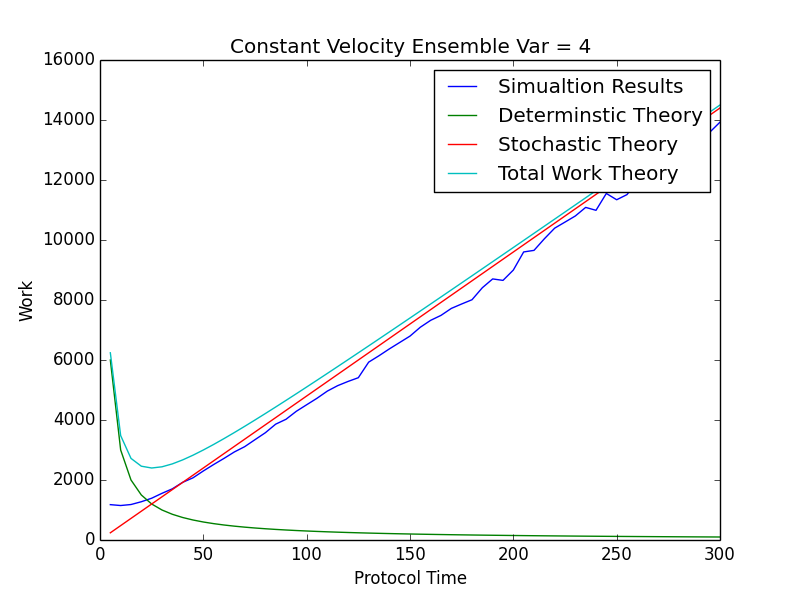 Constant Velocity Ensemble Var = 4
16000
14000
12000
10000
8000
6000
4000
2000
0
Work
Simualtion Results
Determinstic Theory
Stochastic Theory
Total Work Theory
0 50 100 150 200 250 300
Protocol Time